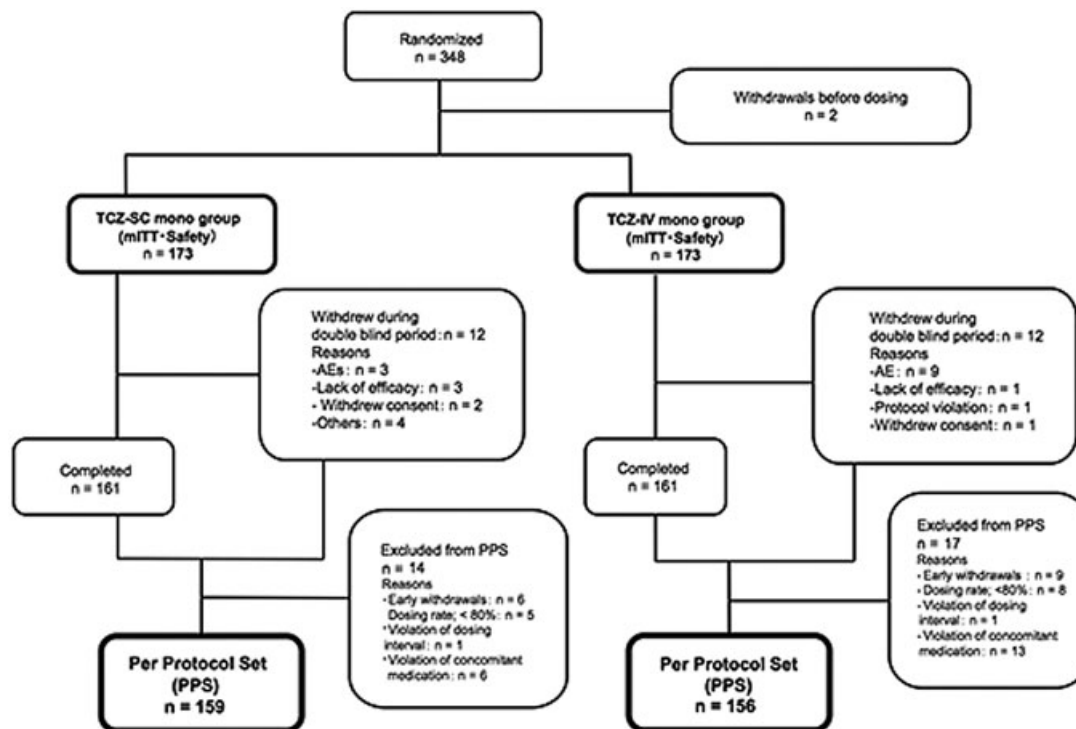 Randomized
n = 348
Withdrawals before dosing
n = 2
TCZ-SC mono group
(mITT・Safety)
n = 173
TCZ-IV mono group
(mITT・Safety)
n = 173
Withdrew during
double blind period: n = 12
Reasons
-AEs: n = 3
-Lack of efficacy: n = 3
- Withdrew consent: n = 2
-Others: n = 4
Withdrew during
double blind period: n = 12
Reasons
-AE: n = 9
-Lack of efficacy: n = 1
-Protocol violation: n = 1
-Withdrew consent: n = 1
Completed
n = 161
Completed
n = 161
Excluded from PPS
n = 14
Reasons
-Early withdrawals: n = 6
Dosing rate; < 80%: n = 5
・Violation of dosing
interval: n = 1
・Violation of concomitant
medication: n = 6
Excluded from PPS
n = 17
Reasons
- Early withdrawals: n = 9
- Dosing rate; <80%: n = 8
- Violation of dosing
interval: n = 1
- Violation of concomitant
medication: n = 13
Per Protocol Set
(PPS)
n = 159
Per Protocol Set
(PPS)
n = 156